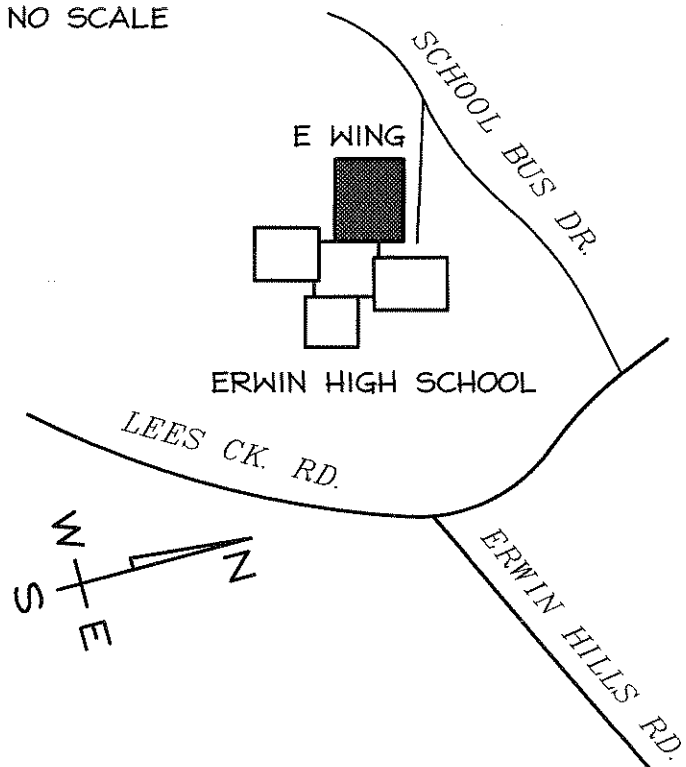 NO SCALE
SCHOOL BUS DR.
E WING
ERWIN HIGH SCHOOL
LEES CK. RD.
W
N
S
E
ERWIN HILLS RD.